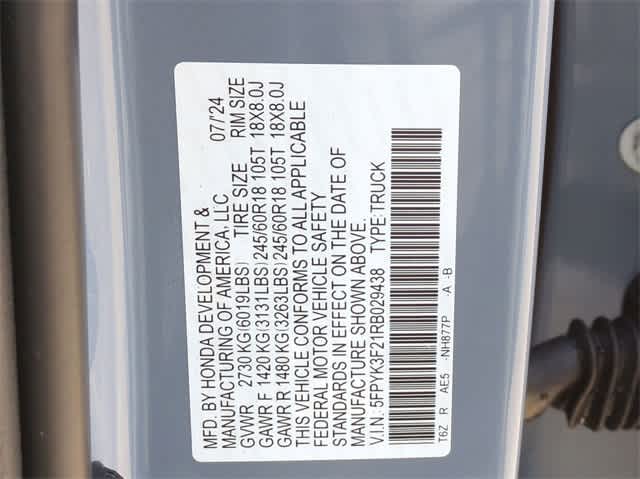 MFD. BY HONDA DEVELOPMENT &
MANUFACTURING OF AMERICA, LLC 07/'24
GVWR 2730 KG(6019LBS) TIRE SIZE RIM SIZE
GAWR F 1420 KG(3131LBS) 245/60R18 105T 18X8.0J
GAWR R 1480 KG(3263LBS) 245/60R18 105T 18X8.0J
THIS VEHICLE CONFORMS TO ALL APPLICABLE
FEDERAL MOTOR VEHICLE SAFETY
STANDARDS IN EFFECT ON THE DATE OF
MANUFACTURE SHOWN ABOVE.
V.I.N.: 5FPYK3F21RB029438 TYPE: TRUCK
T6Z R AE5 -NH877P -A -B